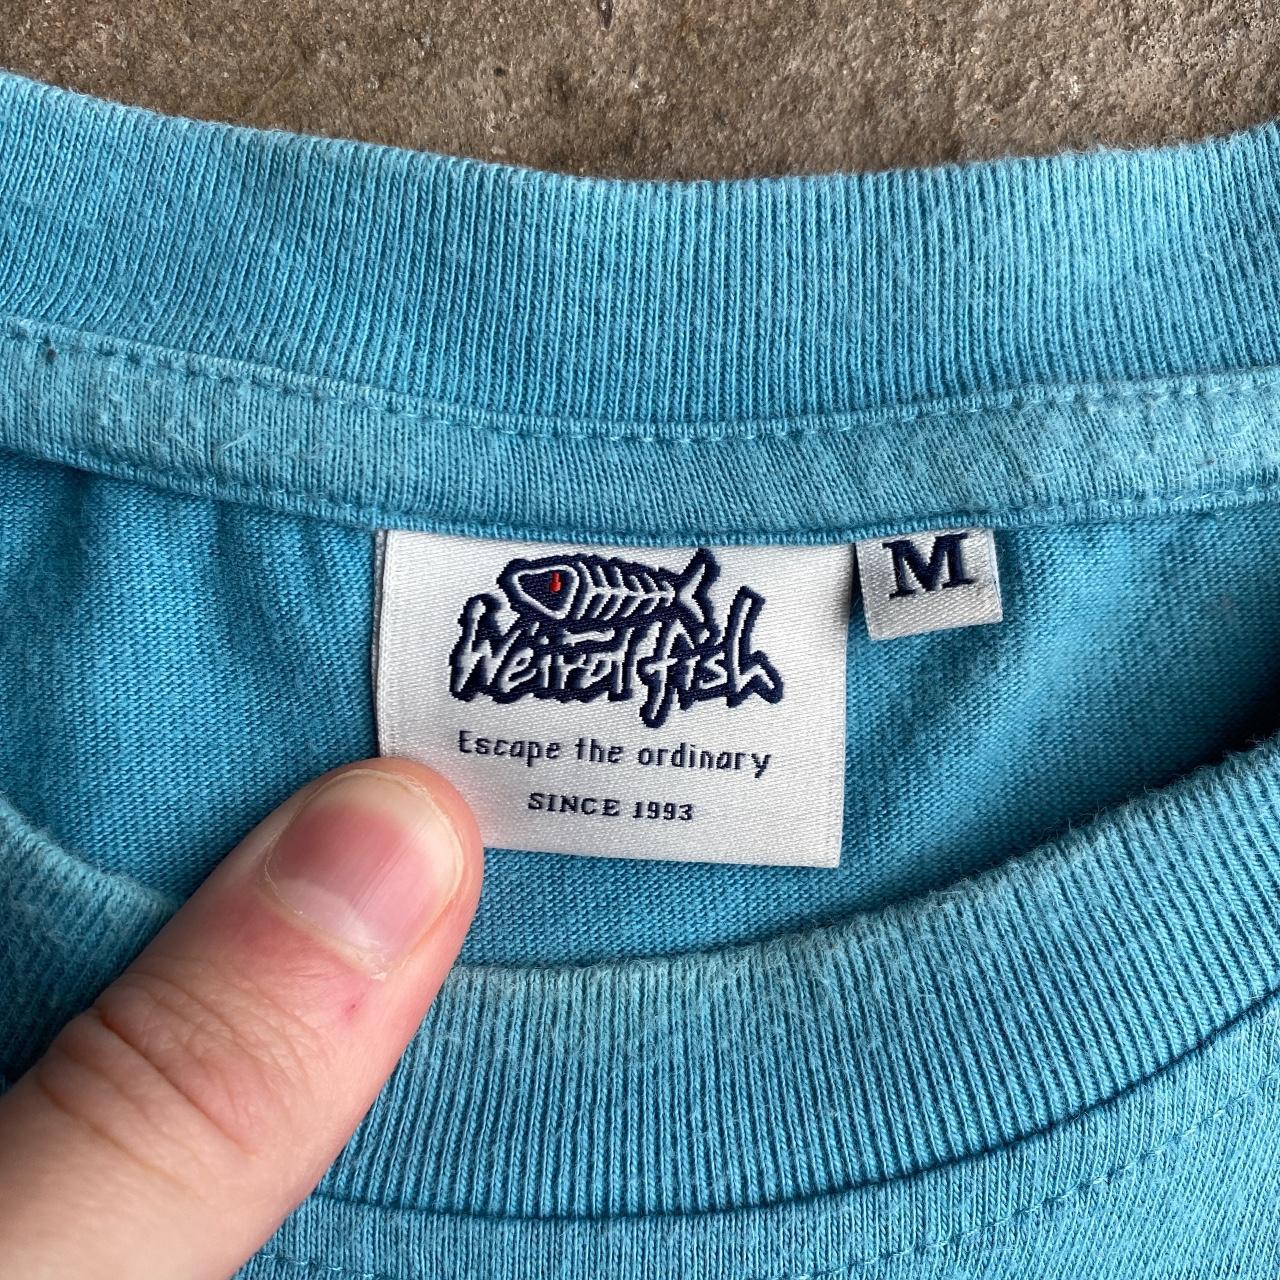 Weird fish
M
Escape the ordinary
SINCE 1993